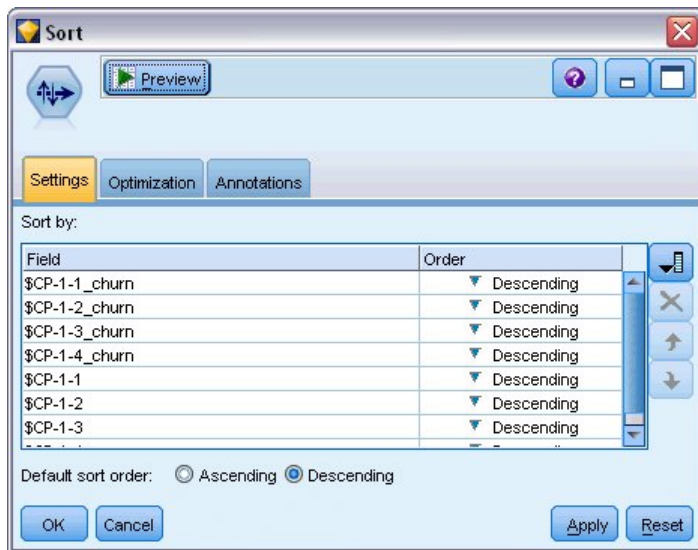 Sort
Preview
Settings Optimization Annotations
Sort by:
Field Order
$CP-1-1_churn Descending
$CP-1-2_churn Descending
$CP-1-3_churn Descending
$CP-1-4_churn Descending
$CP-1-1 Descending
$CP-1-2 Descending
$CP-1-3 Descending
Default sort order: Ascending Descending
OK Cancel Apply Reset